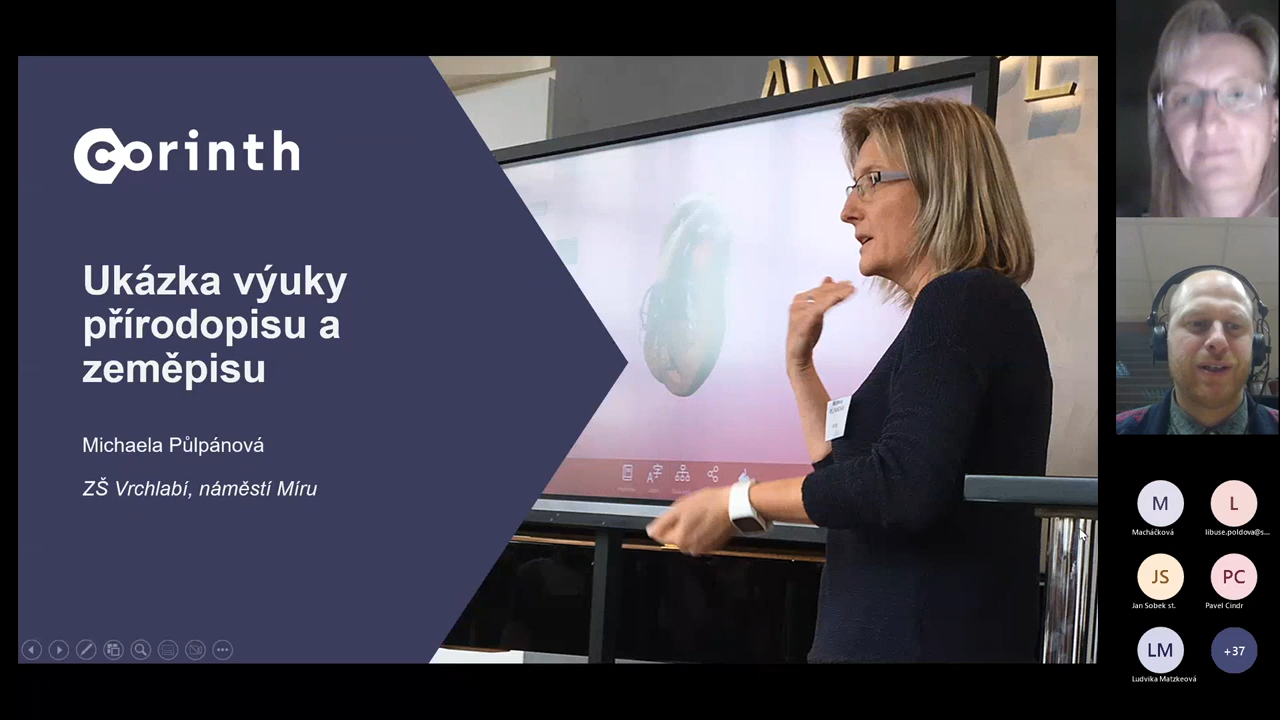 corinth
Ukázka výuky
přírodopisu a
zeměpisu
Michaela Půlpánová
ZŠ Vrchlabí, náměstí Míru
M
Macháčková
L
libuse.poldova@s...
JS
Jan Sobek st.
PC
Pavel Cindr
LM
Ludvika Matzkeová
+37